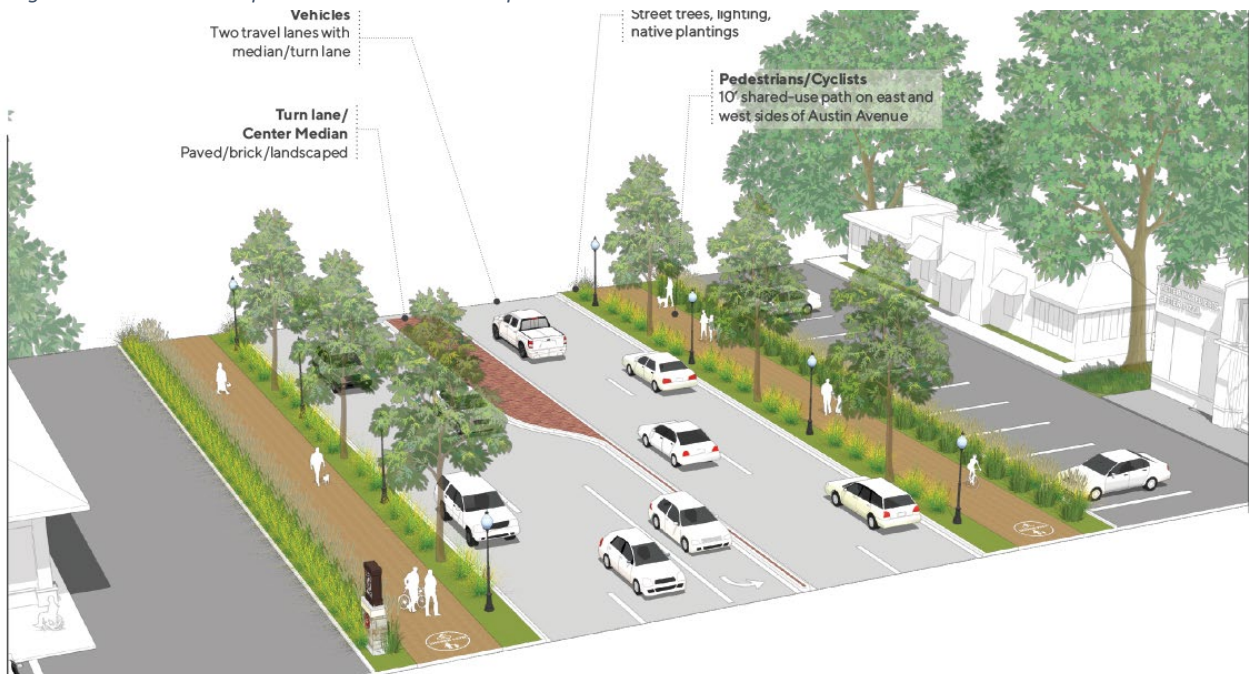 Vehicles
Two travel lanes with
median/turn lane
Street trees, lighting,
native plantings
Pedestrians/Cyclists
10' shared-use path on east and
west sides of Austin Avenue
Turn lane/
Center Median
Paved/brick/landscaped